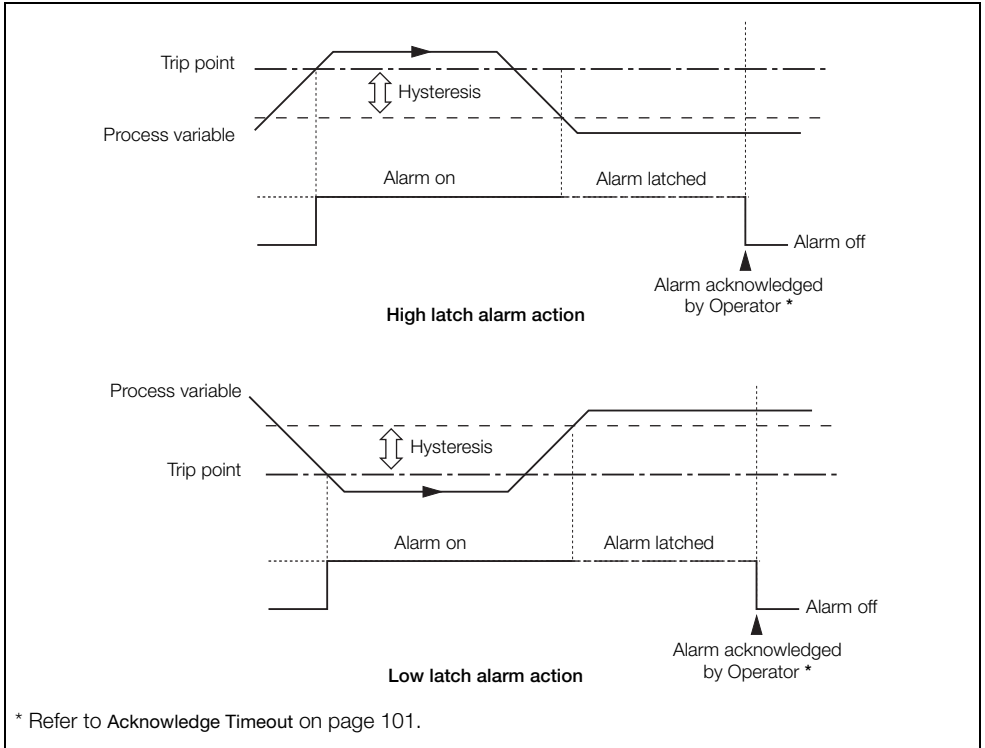 Trip point
Hysteresis
Process variable
Alarm on
Alarm latched
Alarm off
Alarm acknowledged
by Operator *
High latch alarm action
Process variable
Hysteresis
Trip point
Alarm on
Alarm latched
Alarm off
Alarm acknowledged
by Operator *
Low latch alarm action
* Refer to Acknowledge Timeout on page 101.